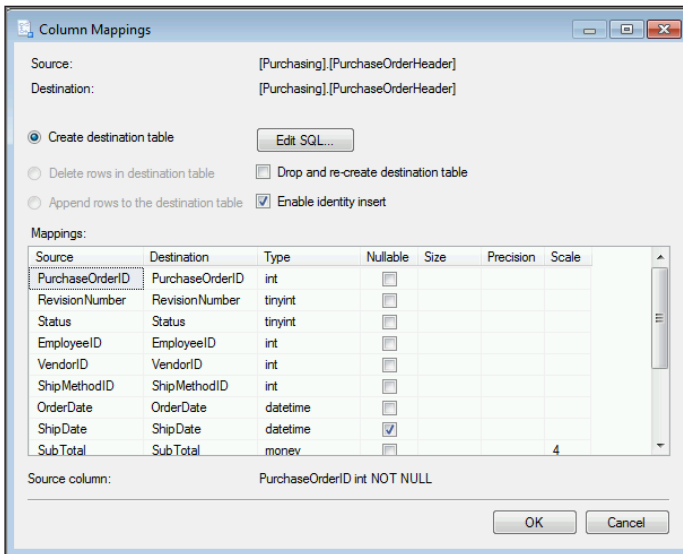 Column Mappings
Source: [Purchasing].[PurchaseOrderHeader]
Destination: [Purchasing].[PurchaseOrderHeader]
Create destination table Edit SQL...
Delete rows in destination table Drop and re-create destination table
Append rows to the destination table Enable identity insert
Mappings:
Source Destination Type Nullable Size Precision Scale
PurchaseOrderID PurchaseOrderID int
RevisionNumber RevisionNumber tinyint
Status Status tinyint
EmployeeID EmployeeID int
VendorID VendorID int
ShipMethodID ShipMethodID int
OrderDate OrderDate datetime
ShipDate ShipDate datetime
SubTotal SubTotal money 4
Source column: PurchaseOrderID int NOT NULL
OK Cancel